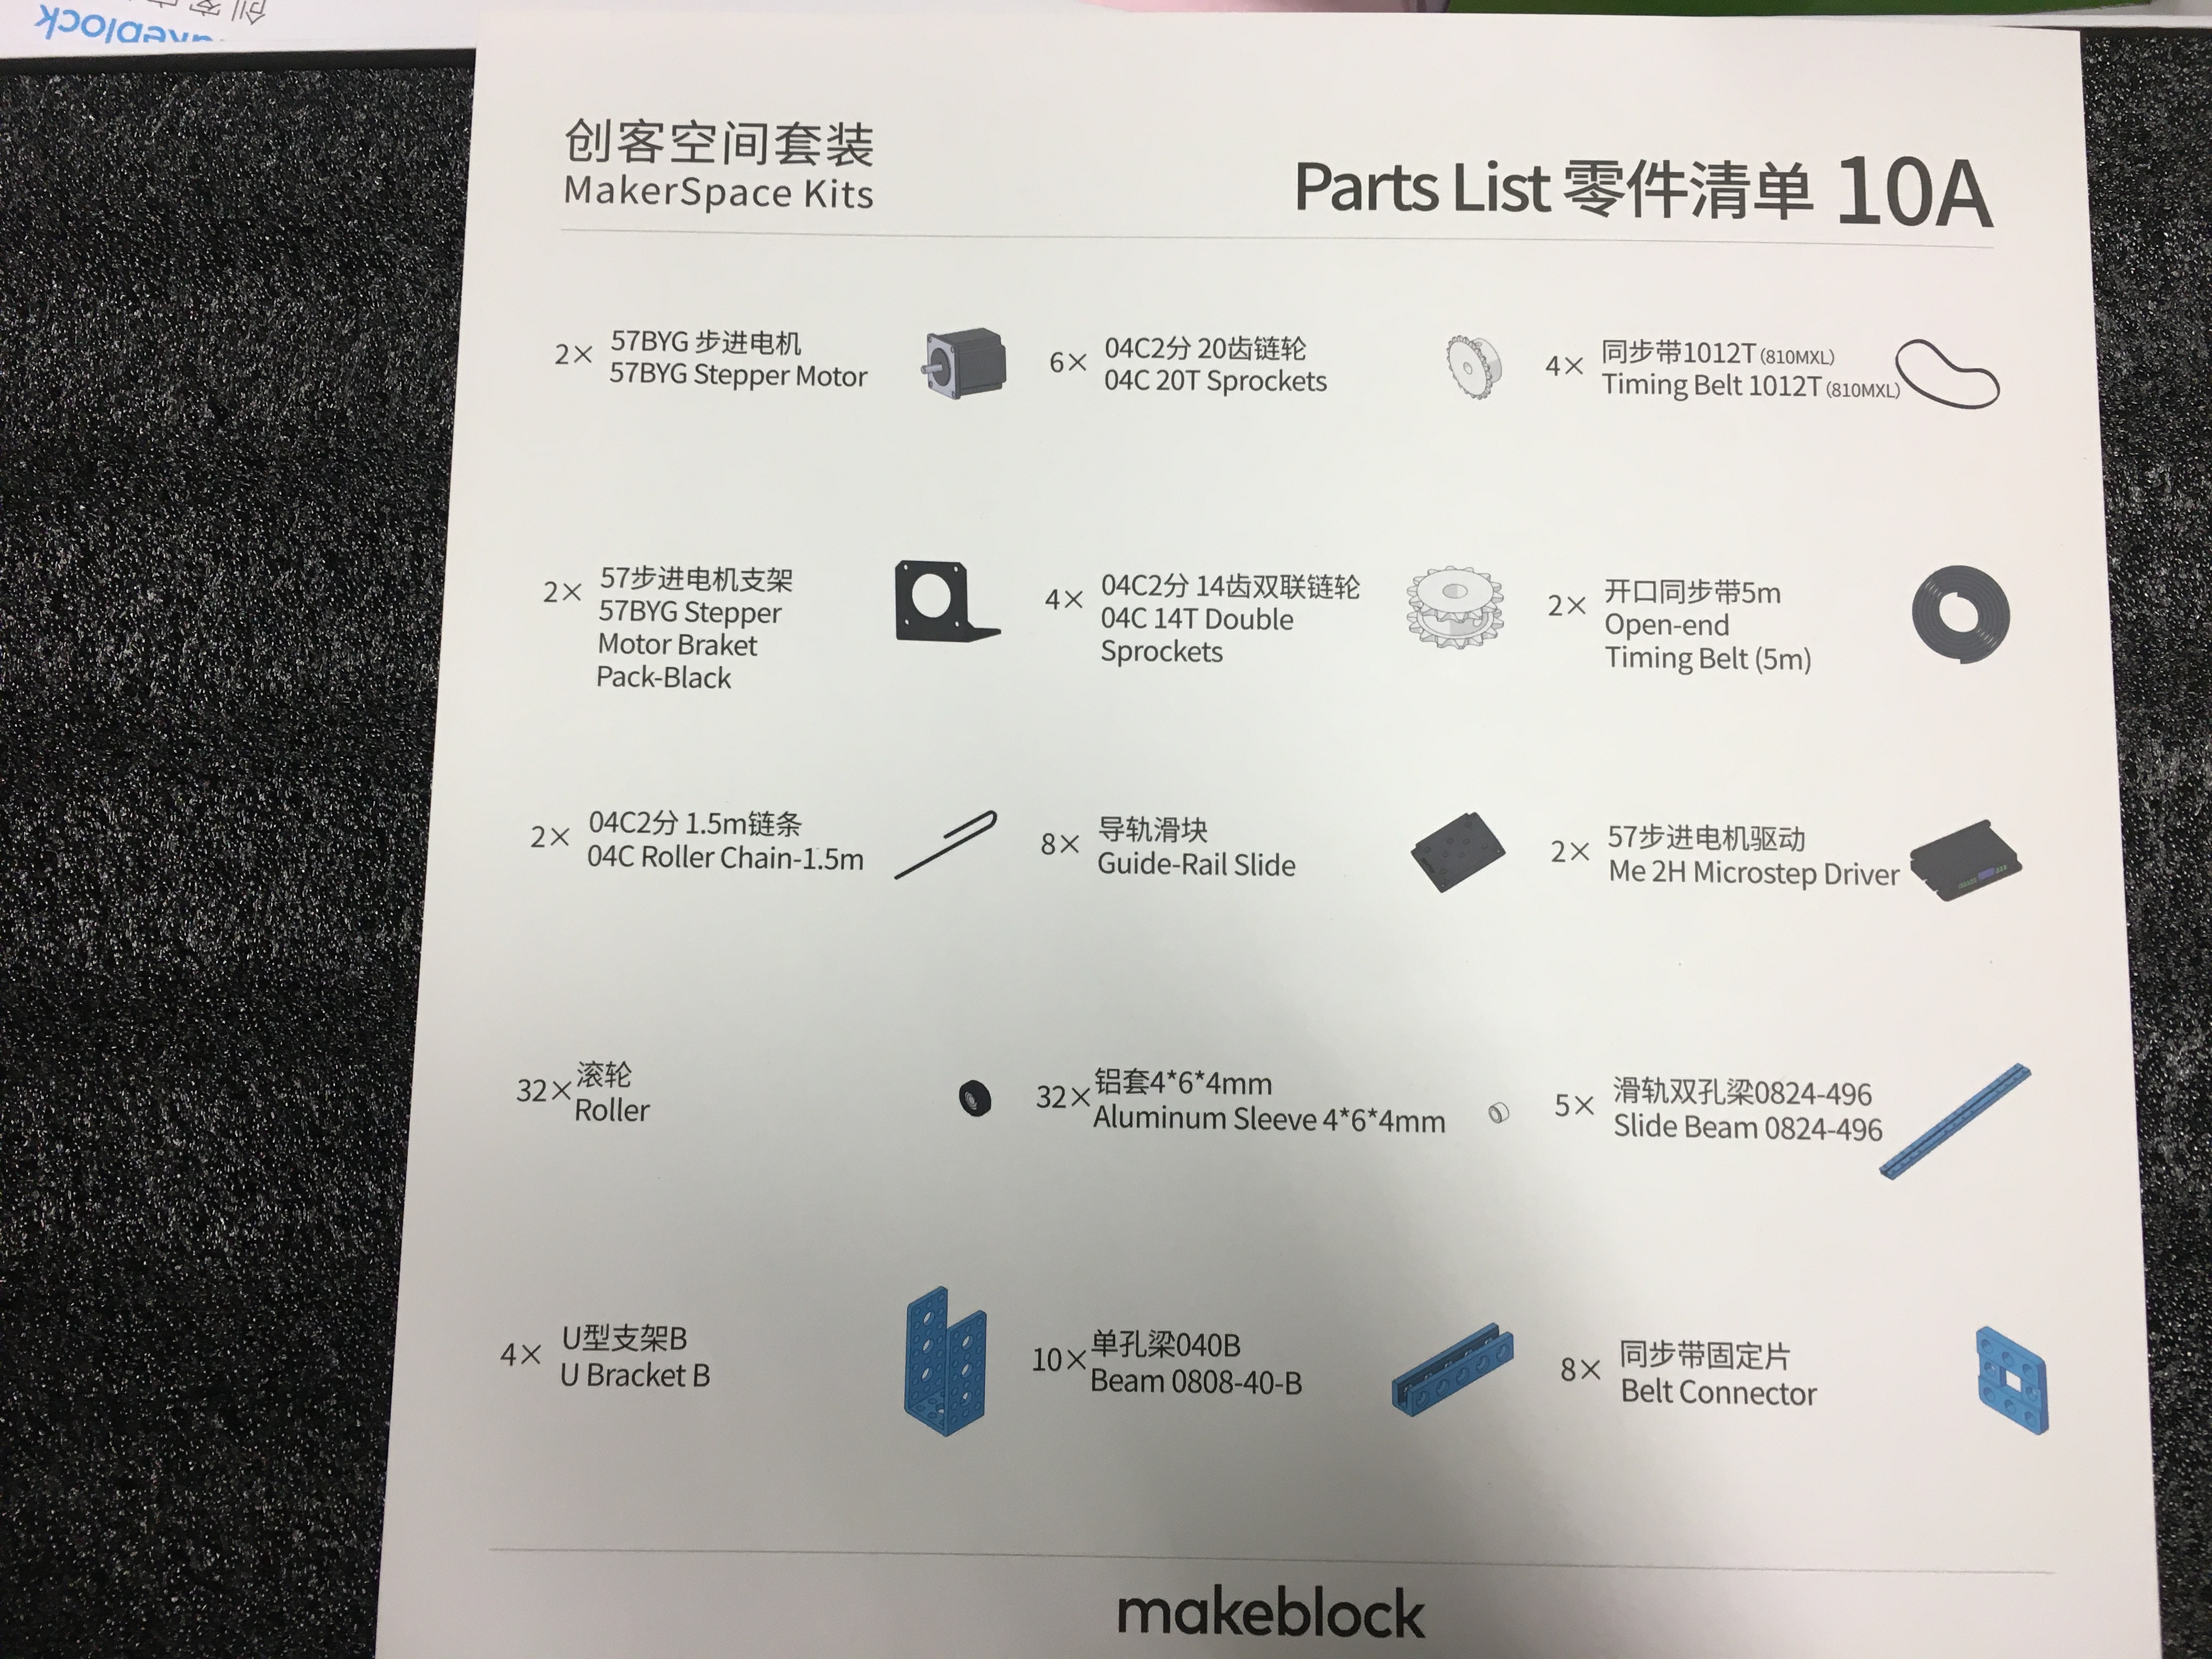 makeblock
创客空间套装
MakerSpace Kits
Parts List 零件清单 10A
2× 57BYG 步进电机
57BYG Stepper Motor
6× 04C2分 20齿链轮
04C 20T Sprockets
4× 同步带1012T (810MXL)
Timing Belt 1012T (810MXL)
2× 57步进电机支架
57BYG Stepper
Motor Braket
Pack-Black
4× 04C2分 14齿双联链轮
04C 14T Double
Sprockets
2× 开口同步带5m
Open-end
Timing Belt (5m)
2× 04C2分 1.5m链条
04C Roller Chain-1.5m
8× 导轨滑块
Guide-Rail Slide
2× 57步进电机驱动
Me 2H Microstep Driver
32× 滚轮
Roller
32× 铝套4*6*4mm
Aluminum Sleeve 4*6*4mm
5× 滑轨双孔梁0824-496
Slide Beam 0824-496
4× U型支架B
U Bracket B
10× 单孔梁040B
Beam 0808-40-B
8× 同步带固定片
Belt Connector
makeblock